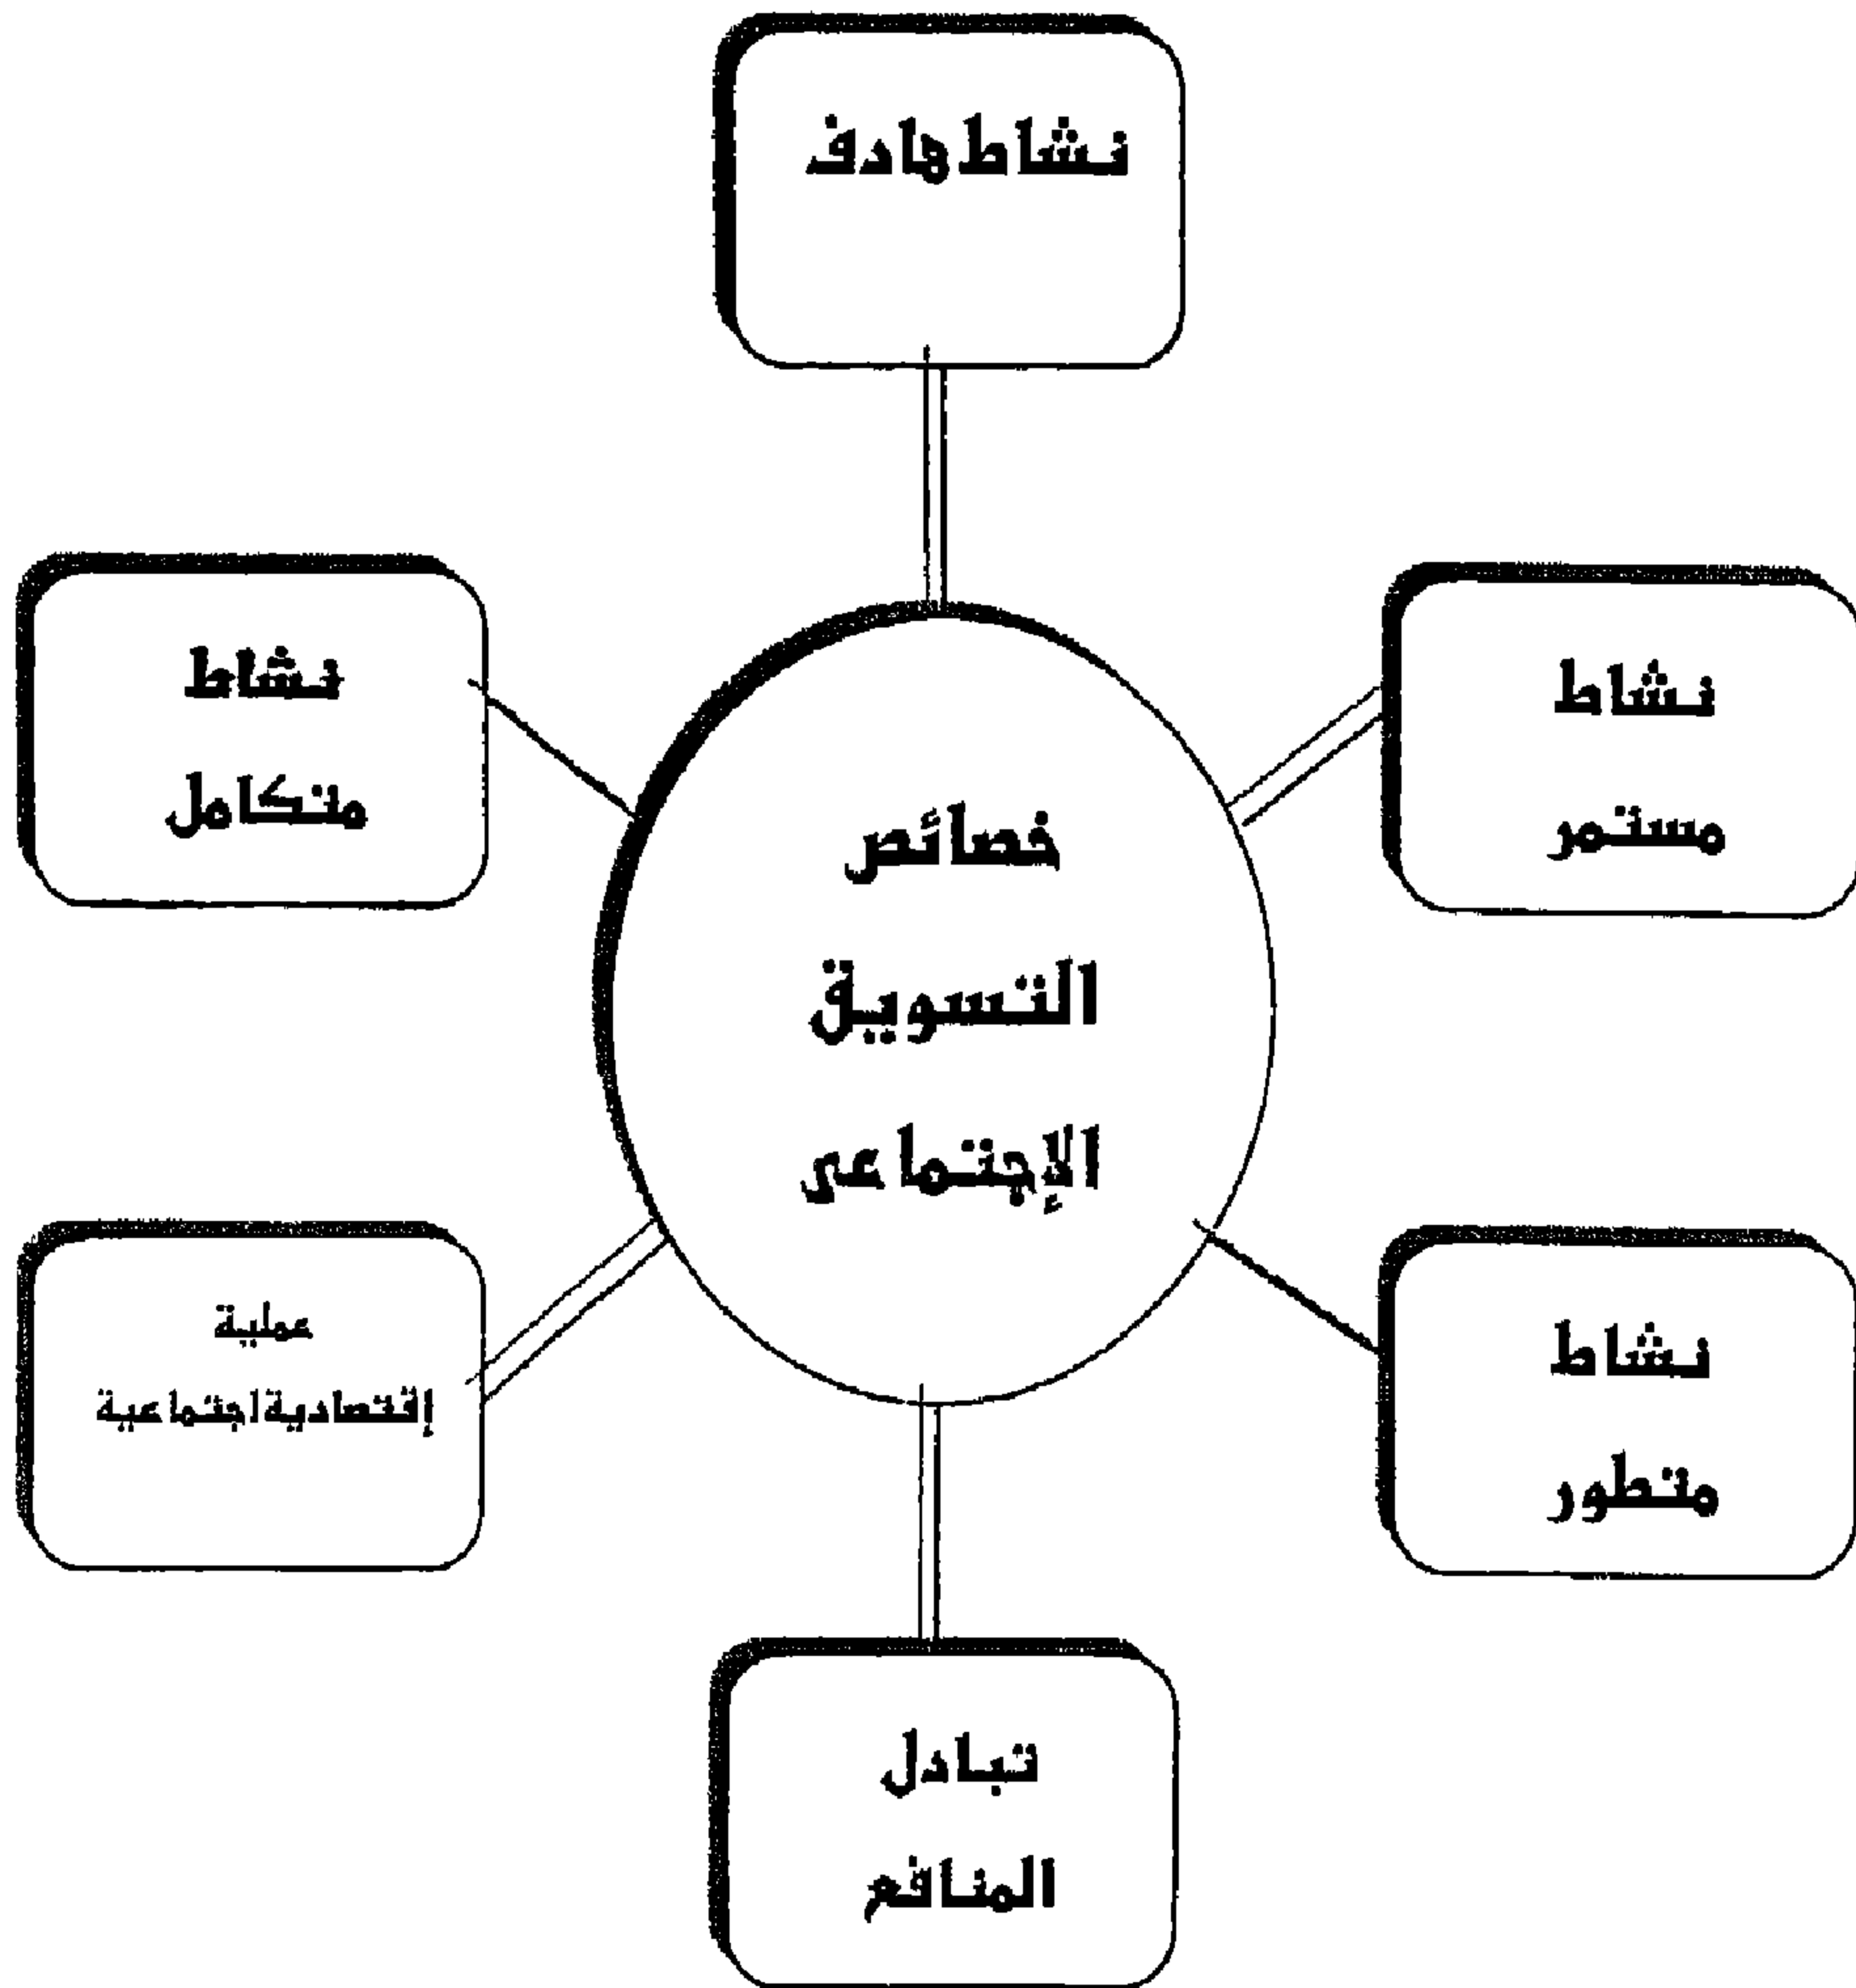 نشاط هادف
نشاط
مستمر
نشاط
متكامل
خصائص
التسويق
الإجتماعى
نشاط
متطور
عملية
إقتصادية اجتماعية
تبادل
المنافع